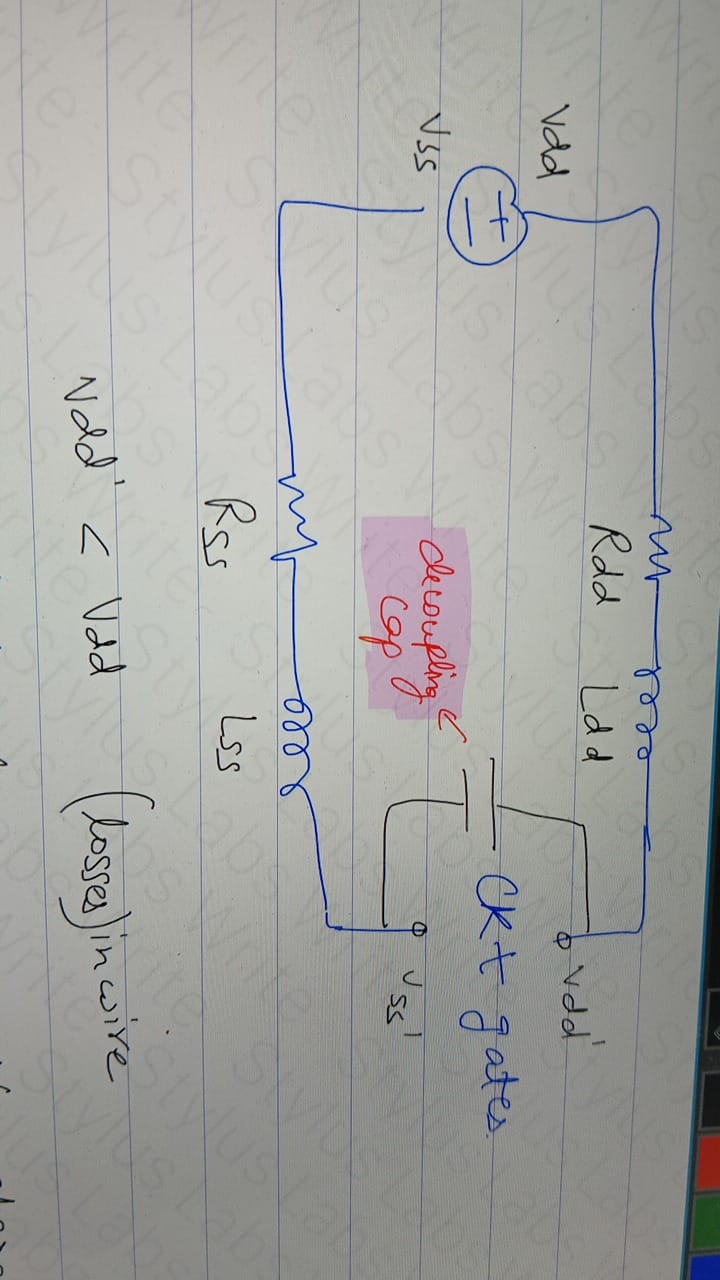 Vdd
Rdd
Ldd
Vdd'
+
−
decoupling
cap
Ckt gates
Vss
Vss'
Rss
Lss
Vdd' < Vdd (losses) in wire